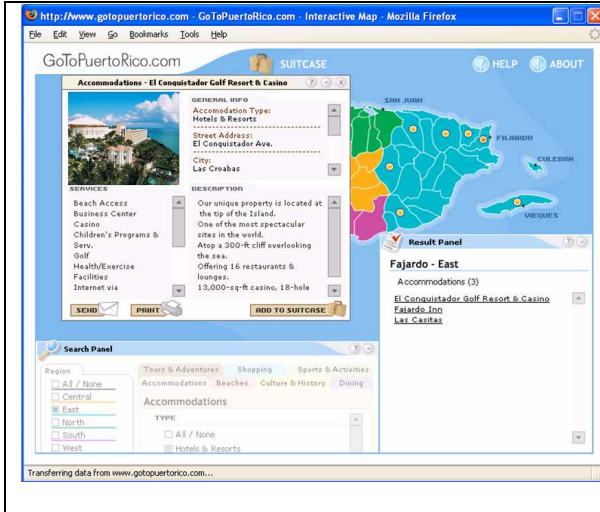 http://www.gotopuertorico.com - GoToPuertoRico.com - Interactive Map - Mozilla Firefox
File Edit View Go Bookmarks Tools Help
GoToPuertoRico.com
SUITCASE
HELP
ABOUT
Accommodations - El Conquistador Golf Resort & Casino
GENERAL INFO
Accomodation Type:
Hotels & Resorts
Street Address:
El Conquistador Ave.
City:
Las Croabas
SERVICES
Beach Access
Business Center
Casino
Children's Programs &
Serv.
Golf
Health/Exercise
Facilities
Internet via
DESCRIPTION
Our unique property is located at
the tip of the Island.
One of the most spectacular
sites in the world.
Atop a 300-ft cliff overlooking
the sea.
Offering 16 restaurants &
lounges.
13,000-sq-ft casino, 18-hole
SEND
PRINT
ADD TO SUITCASE
SAN JUAN
FAJARDO
CULEBRA
VIEQUES
Result Panel
Fajardo - East
Accommodations (3)
El Conquistador Golf Resort & Casino
Fajardo Inn
Las Casitas
Search Panel
Region
All / None
Central
East
North
South
West
Tours & Adventures Shopping Sports & Activities
Accommodations Beaches Culture & History Dining
Accommodations
TYPE
All / None
Hotels & Resorts
Transferring data from www.gotopuertorico.com...